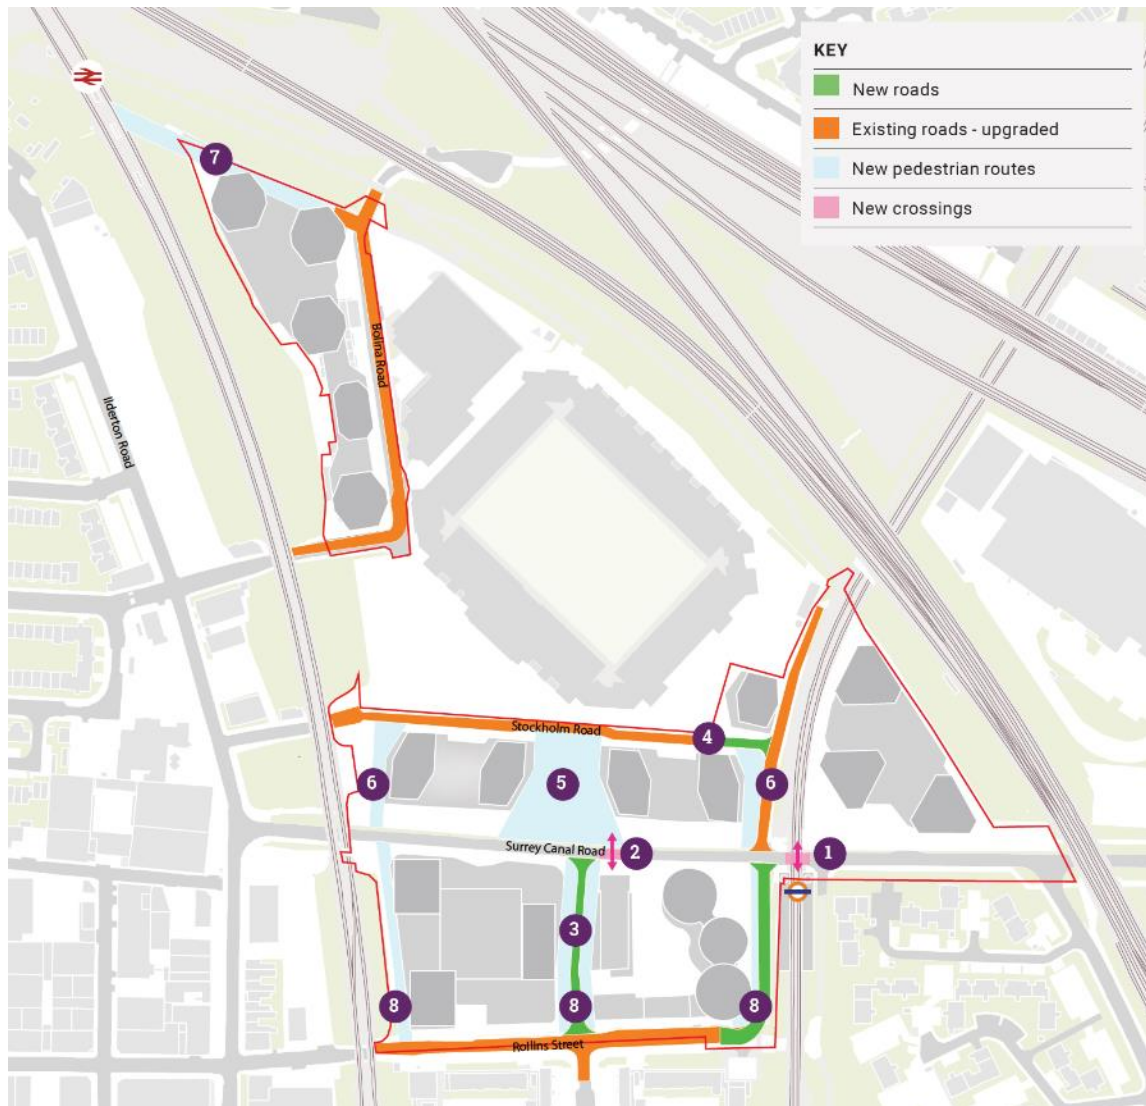 KEY
New roads
Existing roads - upgraded
New pedestrian routes
New crossings
7
Bolina Road
Ilderton Road
Stockholm Road
4
6
5
6
Surrey Canal Road
2
1
3
8
8
8
Rollins Street